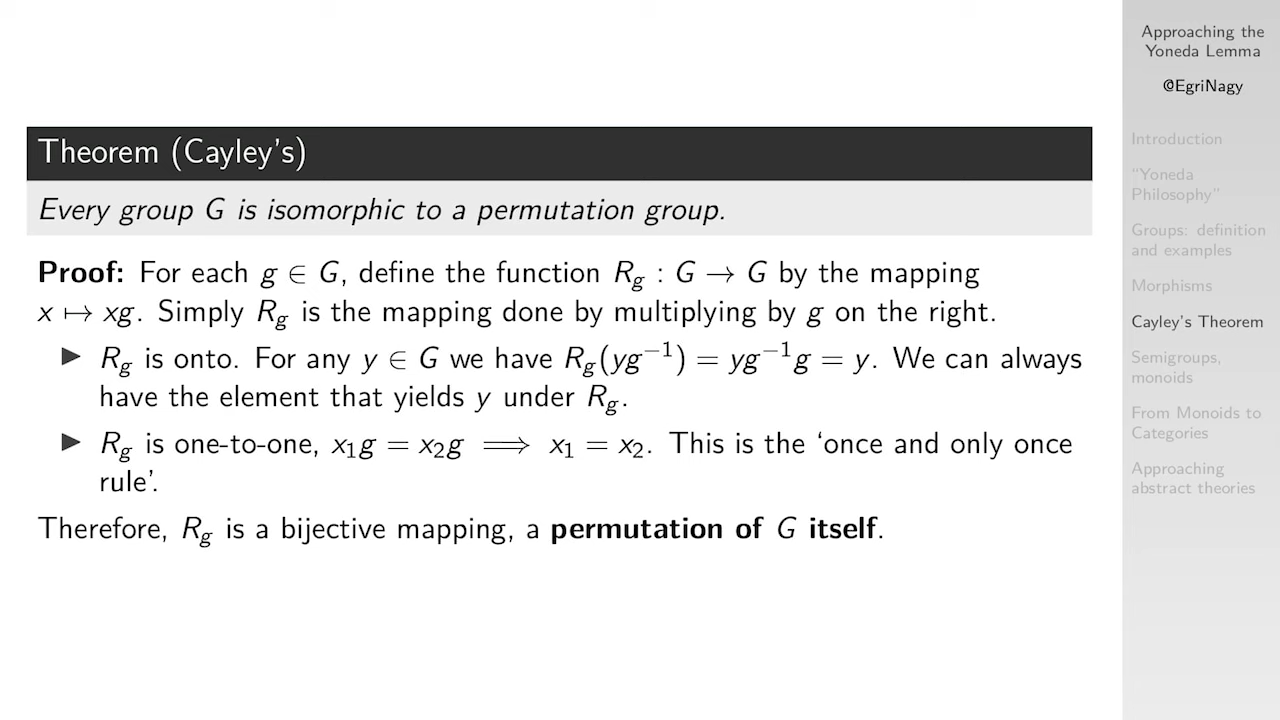 Theorem (Cayley's)
Every group G is isomorphic to a permutation group.
Proof: For each g ∈ G, define the function R_g : G → G by the mapping
x ↦ xg. Simply R_g is the mapping done by multiplying by g on the right.
▶ R_g is onto. For any y ∈ G we have R_g(yg⁻¹) = yg⁻¹g = y. We can always
have the element that yields y under R_g.
▶ R_g is one-to-one, x₁g = x₂g ⟹ x₁ = x₂. This is the ‘once and only once
rule’.
Therefore, R_g is a bijective mapping, a permutation of G itself.
Approaching the
Yoneda Lemma
@EgriNagy
Introduction
"Yoneda
Philosophy"
Groups: definition
and examples
Morphisms
Cayley's Theorem
Semigroups,
monoids
From Monoids to
Categories
Approaching
abstract theories